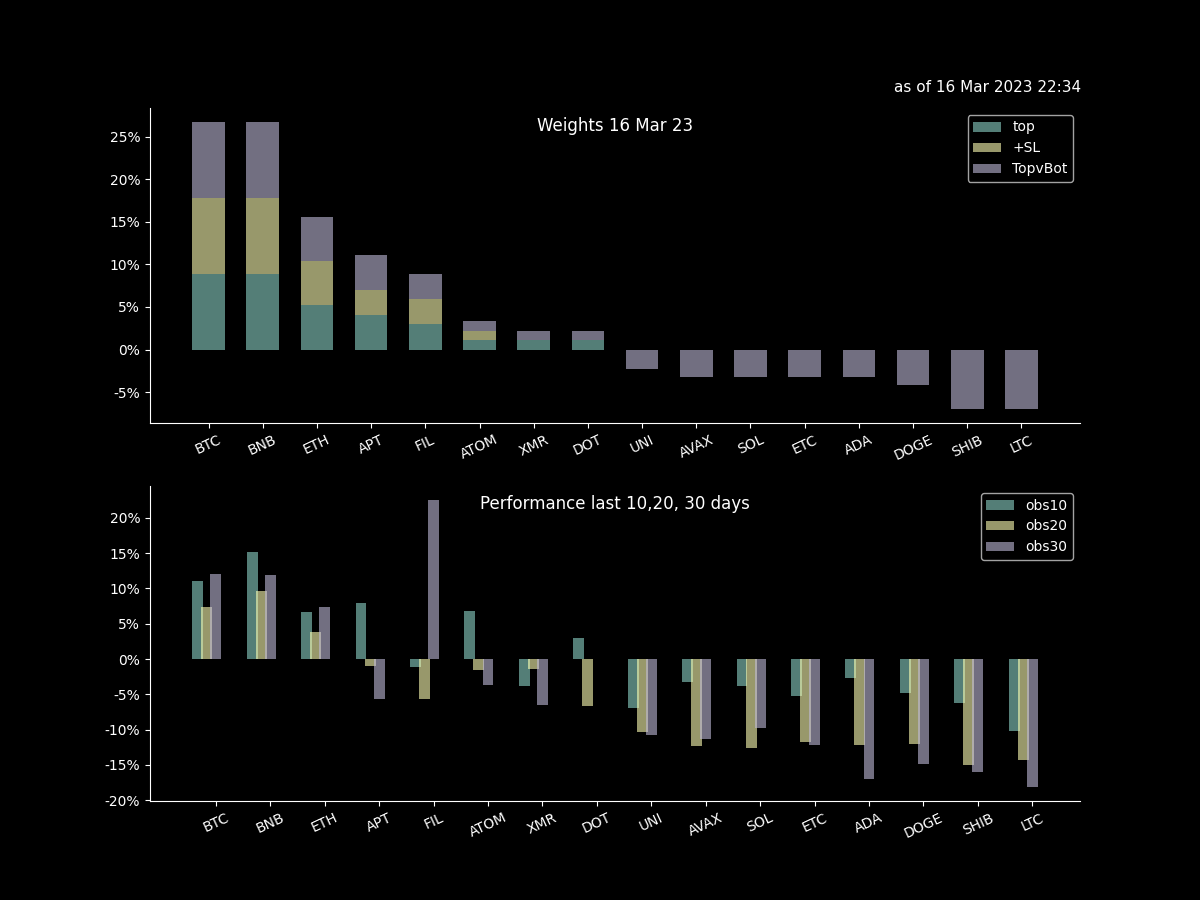 as of 16 Mar 2023 22:34
Weights 16 Mar 23
top
+SL
TopvBot
25%
20%
15%
10%
5%
0%
-5%
BTC BNB ETH APT FIL ATOM XMR DOT UNI AVAX SOL ETC ADA DOGE SHIB LTC
Performance last 10,20, 30 days
obs10
obs20
obs30
20%
15%
10%
5%
0%
-5%
-10%
-15%
-20%
BTC BNB ETH APT FIL ATOM XMR DOT UNI AVAX SOL ETC ADA DOGE SHIB LTC